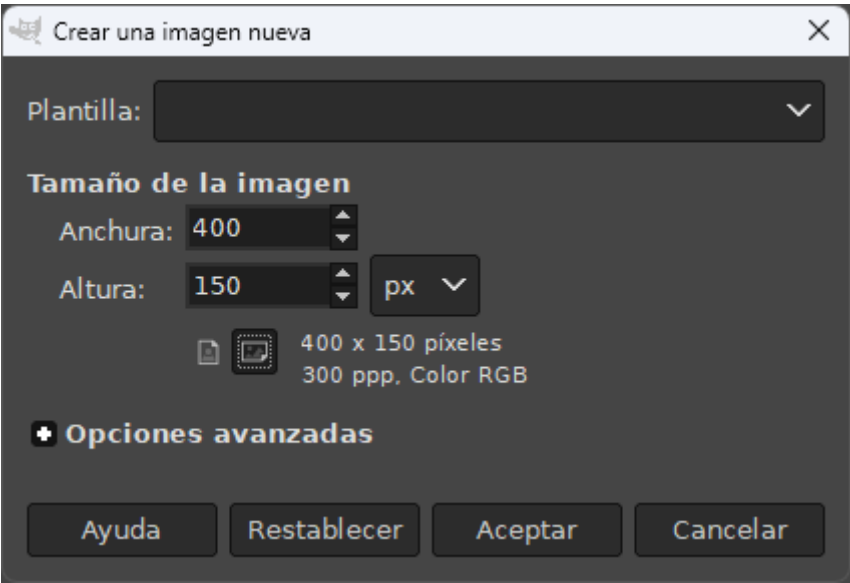 Crear una imagen nueva
Plantilla:
Tamaño de la imagen
Anchura: 400
Altura: 150 px
400 x 150 píxeles
300 ppp, Color RGB
Opciones avanzadas
Ayuda Restablecer Aceptar Cancelar